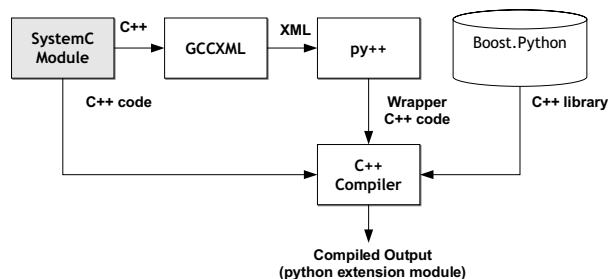 SystemC
Module
C++
GCCXML
XML
py++
Boost.Python
C++ code
Wrapper
C++ code
C++ library
C++
Compiler
Compiled Output
(python extension module)